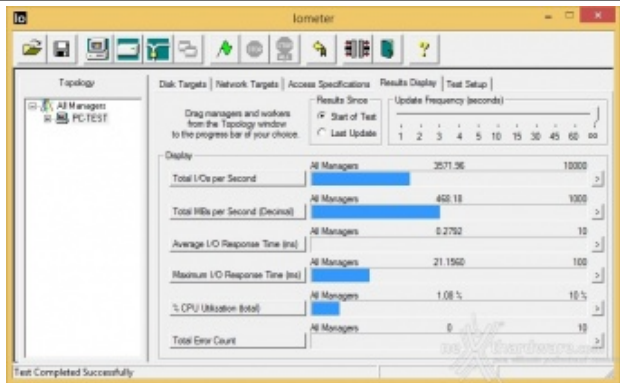 Io
Iometer
Topology
Disk Targets
Network Targets
Access Specifications
Results Display
Test Setup
All Managers
PC-TEST
Drag managers and workers
from the Topology window
to the progress bar of your choice.
Results Since
Start of Test
Last Update
Update Frequency (seconds)
1 2 3 4 5 10 15 30 45 60 ∞
Display
All Managers 3571.96 10000
Total I/Os per Second
All Managers 468.18 1000
Total MBs per Second (Decimal)
All Managers 0.2792 10
Average I/O Response Time (ms)
All Managers 21.1560 100
Maximum I/O Response Time (ms)
All Managers 1.08 % 10 %
% CPU Utilization (total)
All Managers 0 10
Total Error Count
Test Completed Successfully